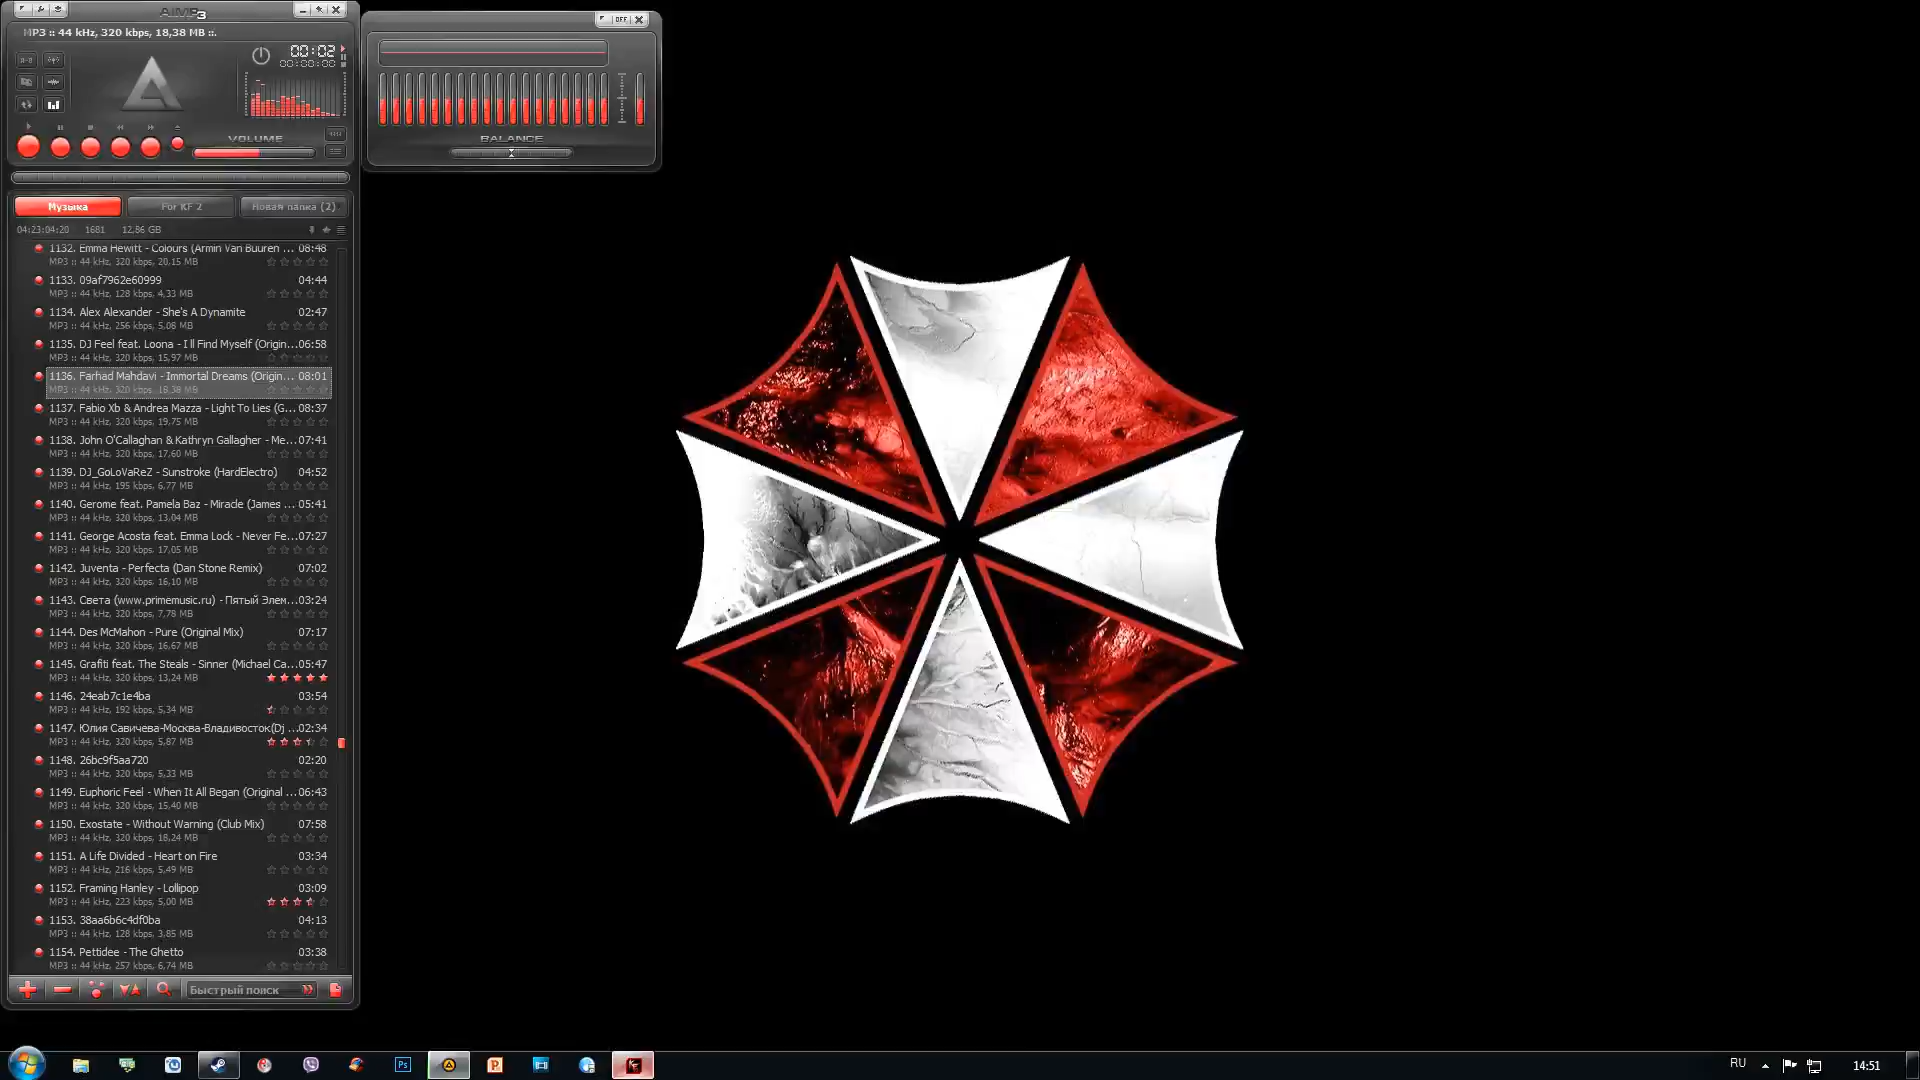 AIMP3
MP3 :: 44 kHz, 320 kbps, 18,38 MB ::.
OFF
00:02
00:00:00
VOLUME
BALANCE
Музыка
For KF 2
Новая папка (2)
04:23:04:20 1681 12,86 GB
1132. Emma Hewitt - Colours (Armin Van Buuren ... 08:48
MP3 :: 44 kHz, 320 kbps, 20,15 MB
1133. 09af7962e60999 04:44
MP3 :: 44 kHz, 128 kbps, 4,33 MB
1134. Alex Alexander - She's A Dynamite 02:47
MP3 :: 44 kHz, 256 kbps, 5,08 MB
1135. DJ Feel feat. Loona - I ll Find Myself (Origin... 06:58
MP3 :: 44 kHz, 320 kbps, 15,97 MB
1136. Farhad Mahdavi - Immortal Dreams (Origin... 08:01
MP3 :: 44 kHz, 320 kbps, 18,38 MB
1137. Fabio Xb & Andrea Mazza - Light To Lies (G... 08:37
MP3 :: 44 kHz, 320 kbps, 19,75 MB
1138. John O'Callaghan & Kathryn Gallagher - Me... 07:41
MP3 :: 44 kHz, 320 kbps, 17,60 MB
1139. DJ_GoLoVaReZ - Sunstroke (HardElectro) 04:52
MP3 :: 44 kHz, 195 kbps, 6,77 MB
1140. Gerome feat. Pamela Baz - Miracle (James ... 05:41
MP3 :: 44 kHz, 320 kbps, 13,04 MB
1141. George Acosta feat. Emma Lock - Never Fe... 07:27
MP3 :: 44 kHz, 320 kbps, 17,05 MB
1142. Juventa - Perfecta (Dan Stone Remix) 07:02
MP3 :: 44 kHz, 320 kbps, 16,10 MB
1143. Света (www.primemusic.ru) - Пятый Элем... 03:24
MP3 :: 44 kHz, 320 kbps, 7,78 MB
1144. Des McMahon - Pure (Original Mix) 07:17
MP3 :: 44 kHz, 320 kbps, 16,67 MB
1145. Grafiti feat. The Steals - Sinner (Michael Ca... 05:47
MP3 :: 44 kHz, 320 kbps, 13,24 MB
1146. 24eab7c1e4ba 03:54
MP3 :: 44 kHz, 192 kbps, 5,34 MB
1147. Юлия Савичева-Москва-Владивосток(Dj ... 02:34
MP3 :: 44 kHz, 320 kbps, 5,87 MB
1148. 26bc9f5aa720 02:20
MP3 :: 44 kHz, 320 kbps, 5,33 MB
1149. Euphoric Feel - When It All Began (Original ... 06:43
MP3 :: 44 kHz, 320 kbps, 15,40 MB
1150. Exostate - Without Warning (Club Mix) 07:58
MP3 :: 44 kHz, 320 kbps, 18,24 MB
1151. A Life Divided - Heart on Fire 03:34
MP3 :: 44 kHz, 216 kbps, 5,49 MB
1152. Framing Hanley - Lollipop 03:09
MP3 :: 44 kHz, 223 kbps, 5,00 MB
1153. 38aa6b6c4df0ba 04:13
MP3 :: 44 kHz, 128 kbps, 3,85 MB
1154. Pettidee - The Ghetto 03:38
MP3 :: 44 kHz, 257 kbps, 6,74 MB
Быстрый поиск
Ps
RU
14:51